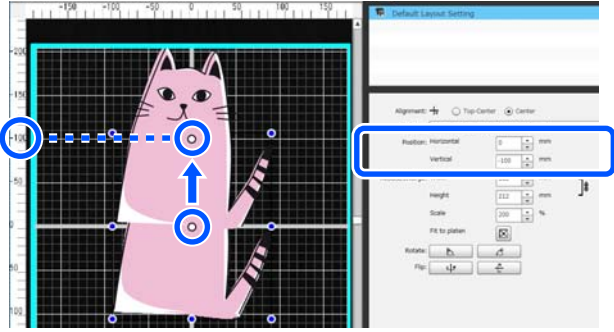 -150 -100 -50 0 50 100 150
Default Layout Setting
-200
Alignment: Top Center Center
-100
Position: Horizontal 0 mm
Vertical -100 mm
-50
Height 212 mm
Scale 200 %
0
Fit to platen
Rotate:
50
Flip:
100